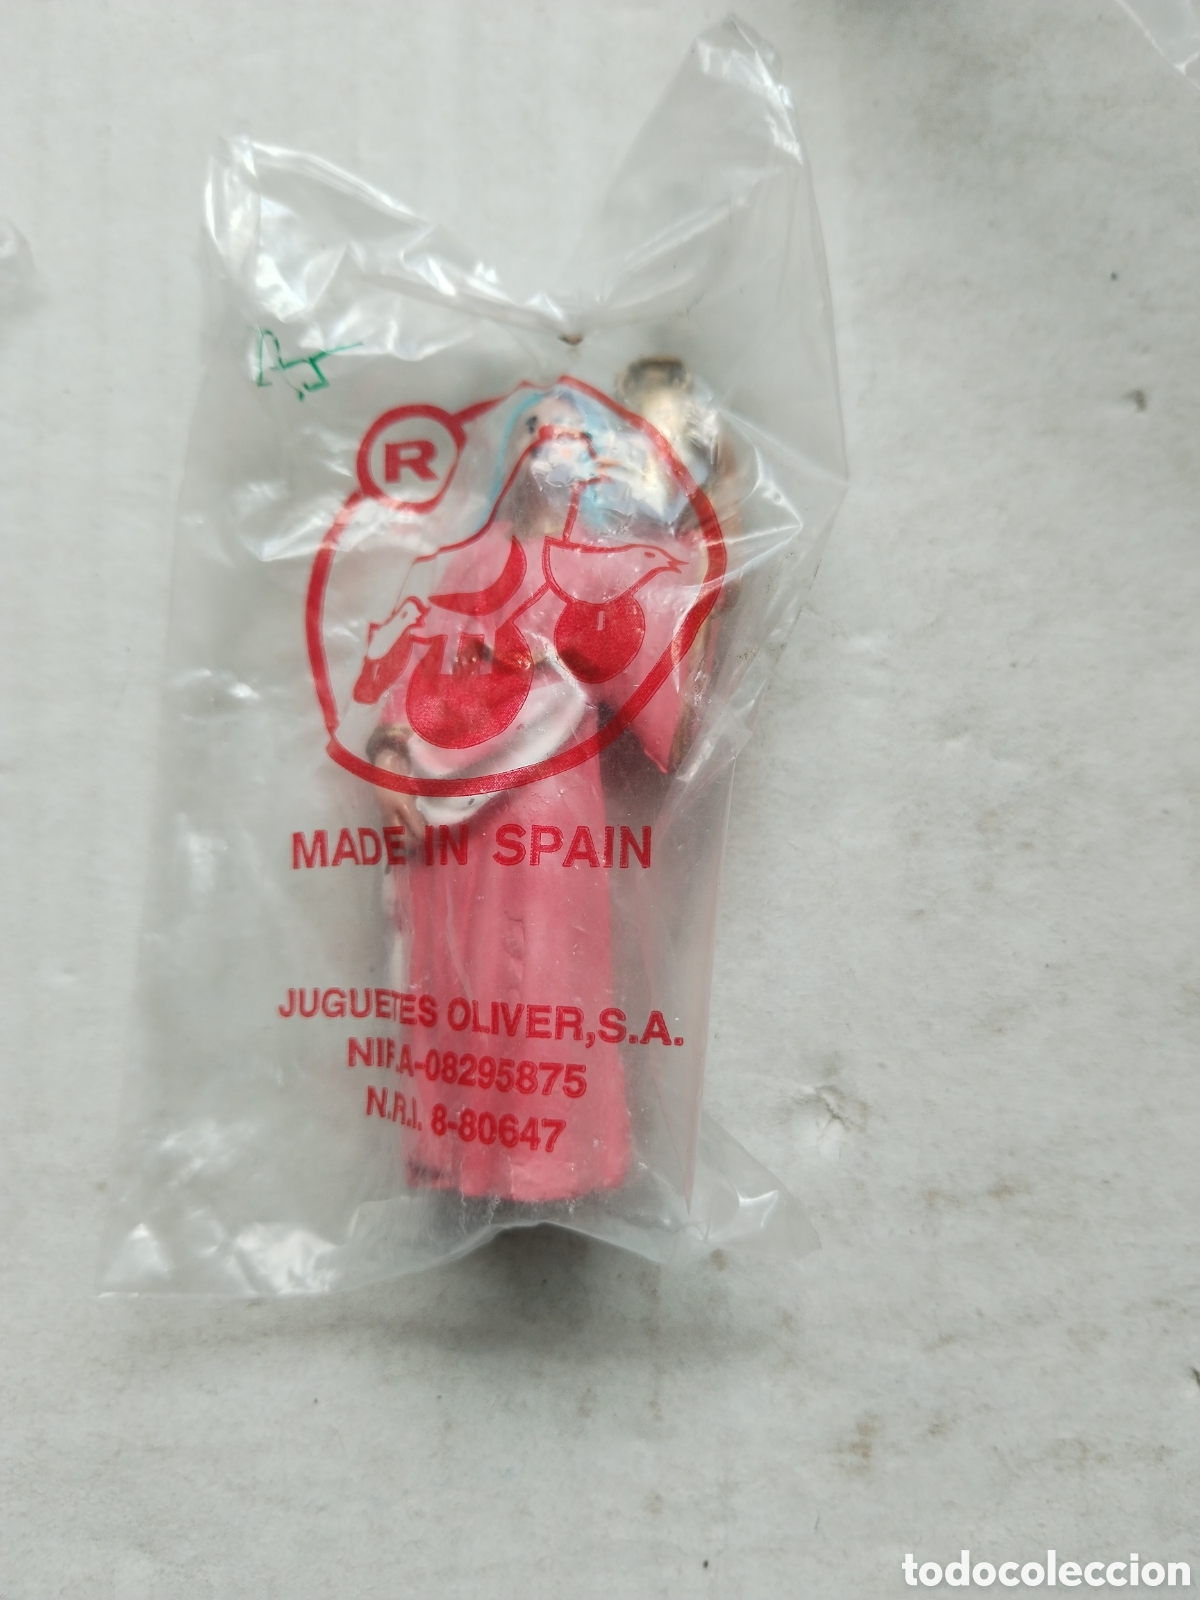 R
MADE IN SPAIN
JUGUETES OLIVER,S.A.
NIF.A-08295875
N.R.I. 8-80647
todocoleccion